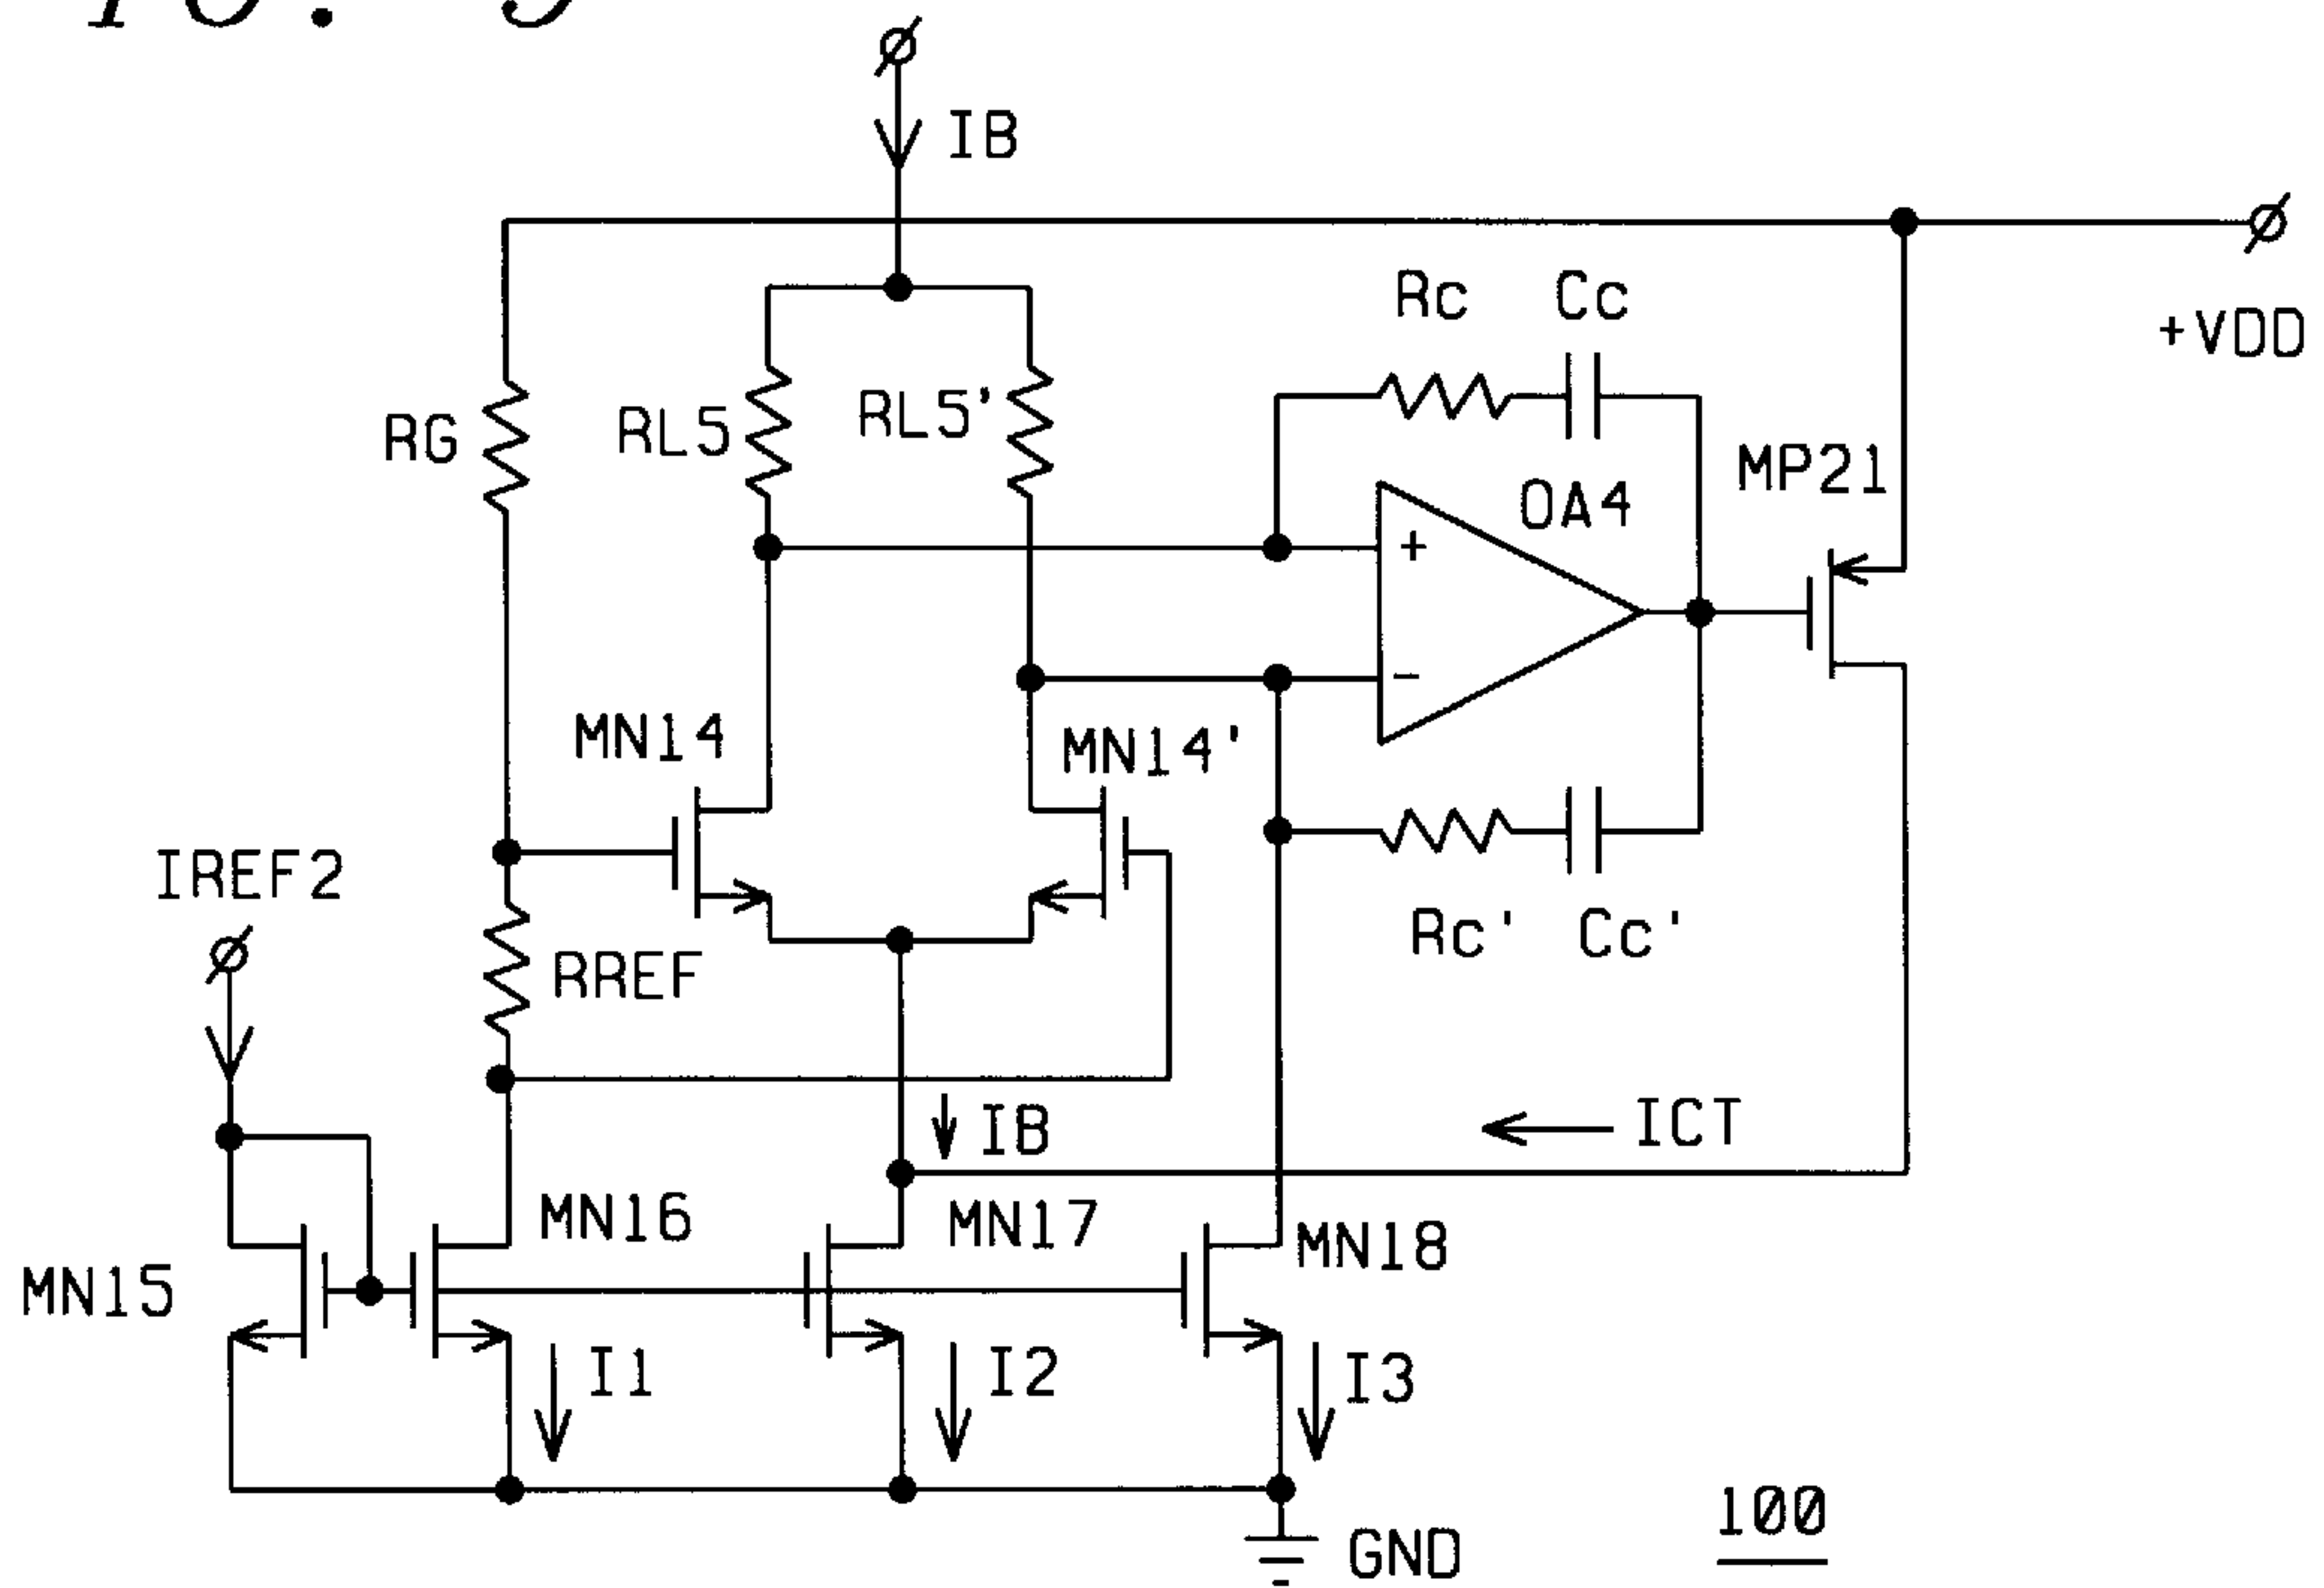 IB
Rc Cc
+VDD
RG
RL5
RL5'
MP21
OA4
+
-
MN14
MN14'
IREF2
Rc' Cc'
RREF
IB
ICT
MN16
MN17
MN18
MN15
I1
I2
I3
100
GND